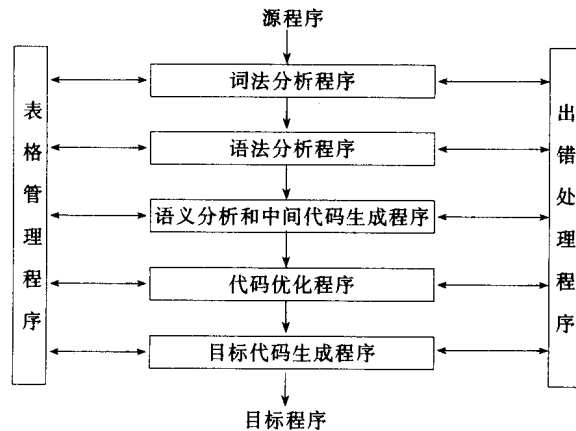 源程序
词法分析程序
语法分析程序
语义分析和中间代码生成程序
代码优化程序
目标代码生成程序
目标程序
表格管理程序
出错处理程序